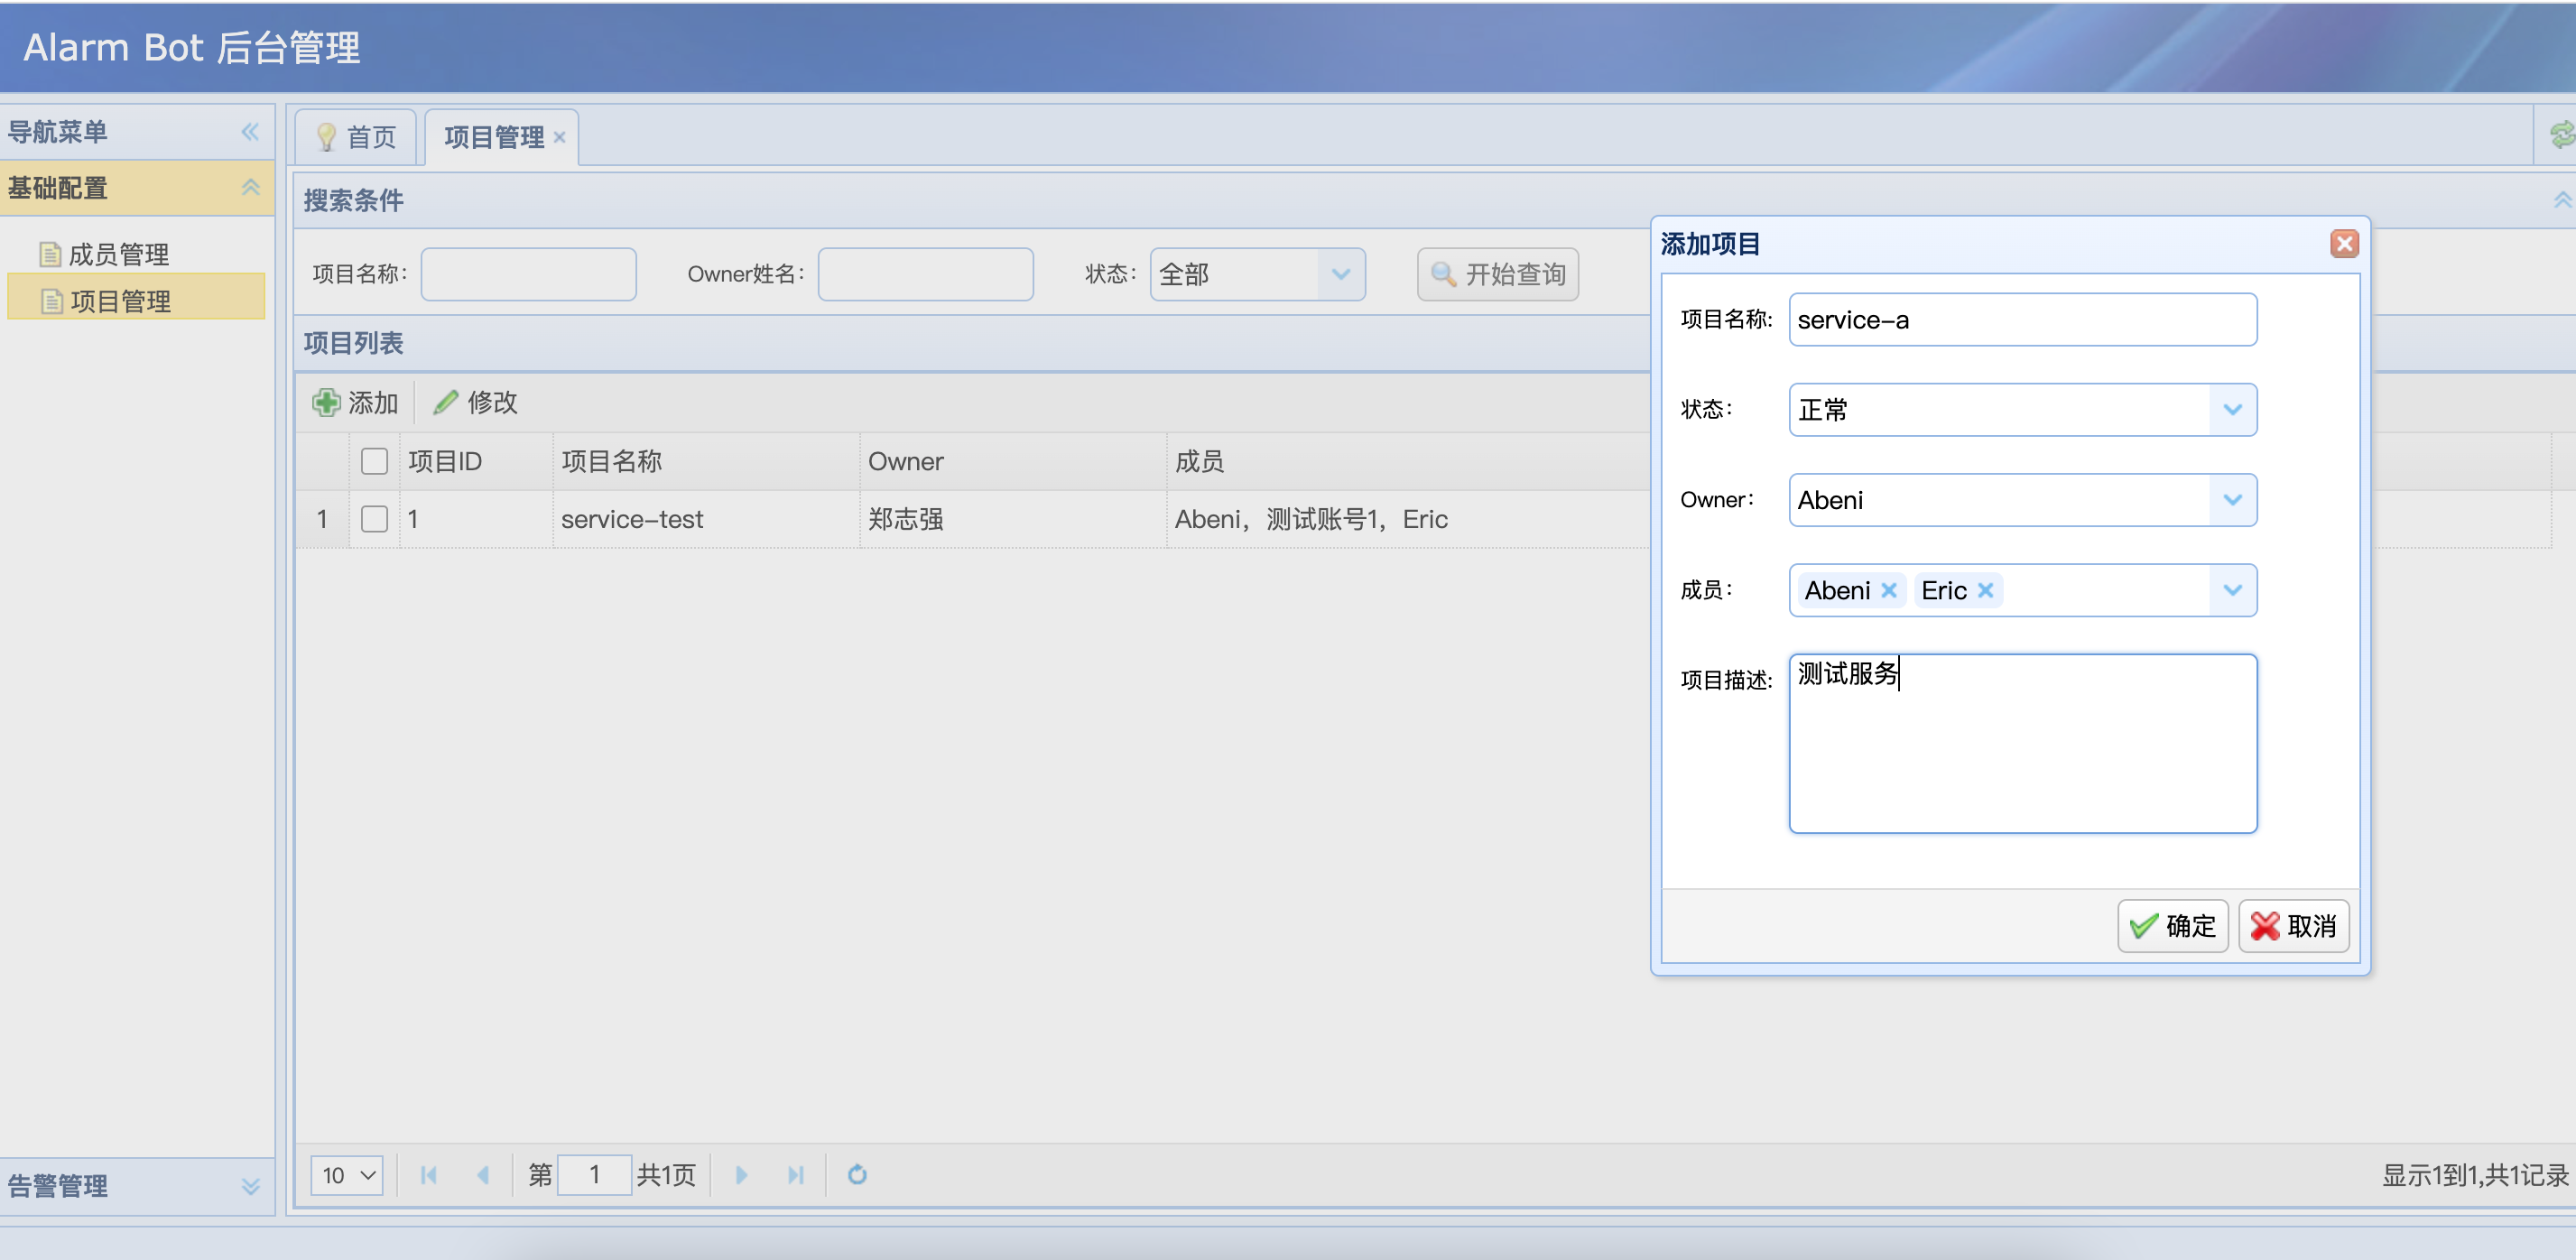 Alarm Bot 后台管理
导航菜单
基础配置
成员管理
项目管理
告警管理
首页
项目管理
搜索条件
项目名称: Owner姓名: 状态: 全部 开始查询
项目列表
添加 修改
项目ID 项目名称 Owner 成员
1 1 service-test 郑志强 Abeni，测试账号1，Eric
10 第 1 共1页
显示1到1,共1记录
添加项目
项目名称: service-a
状态: 正常
Owner: Abeni
成员: Abeni Eric
项目描述: 测试服务
确定 取消